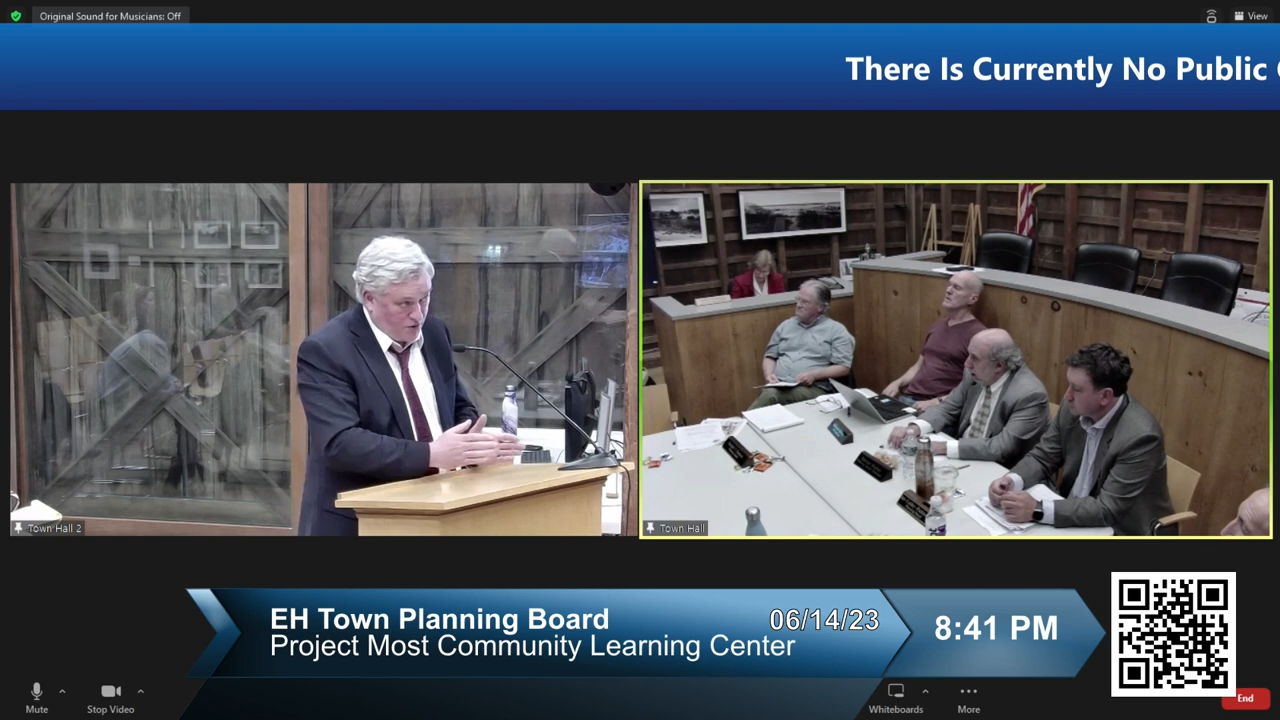 Original Sound for Musicians: Off
View
There Is Currently No Public
Town Hall 2
Town Hall
EH Town Planning Board
06/14/23
Project Most Community Learning Center
8:41 PM
Mute
Stop Video
Whiteboards
More
End